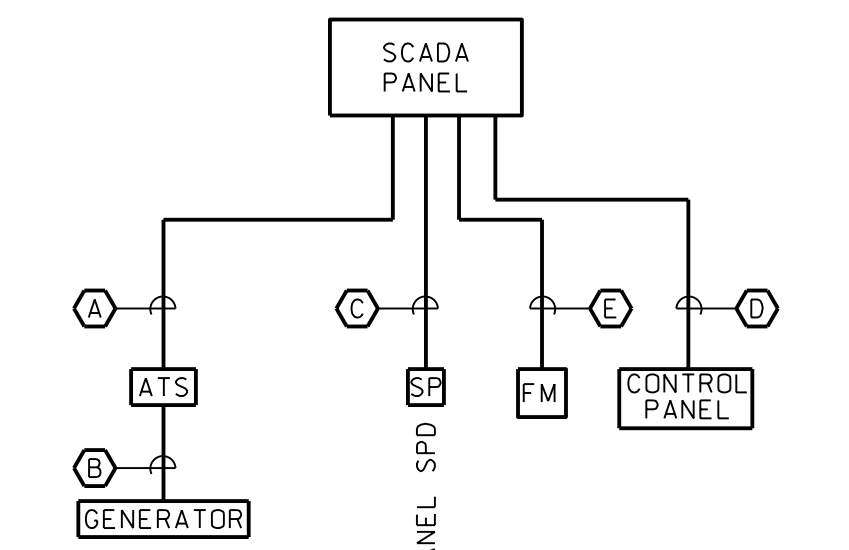 SCADA
PANEL
A
C
E
D
ATS
SP
FM
CONTROL
PANEL
SPD
B
GENERATOR